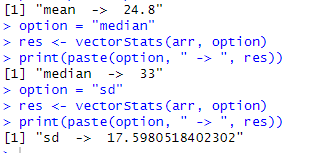 [1] "mean  ->  24.8"
> option = "median"
> res <- vectorStats(arr, option)
> print(paste(option, " -> ", res))
[1] "median  ->  33"
> option = "sd"
> res <- vectorStats(arr, option)
> print(paste(option, " -> ", res))
[1] "sd  ->  17.5980518402302"
>